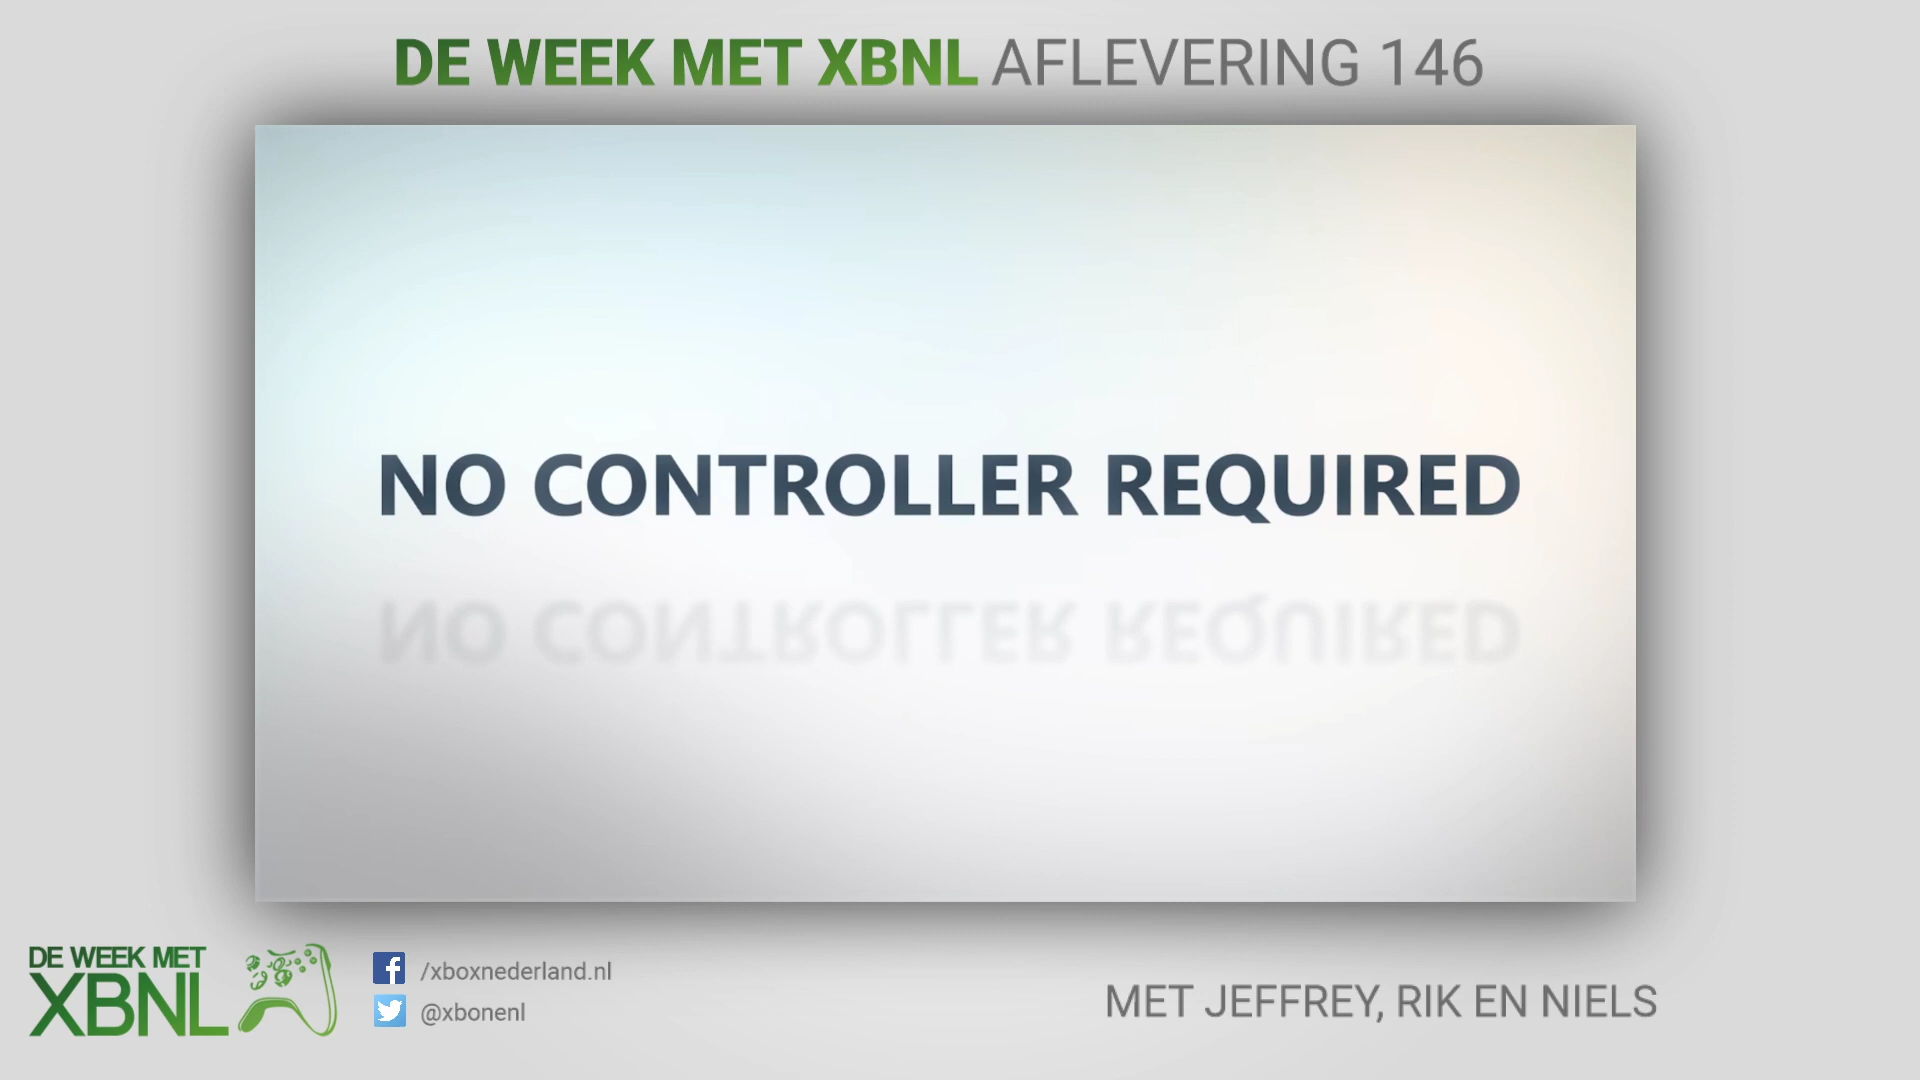 DE WEEK MET XBNL AFLEVERING 146
NO CONTROLLER REQUIRED
NO CONTROLLER REQUIRED
DE WEEK MET
XBNL
/xboxnederland.nl
@xbonenl
MET JEFFREY, RIK EN NIELS